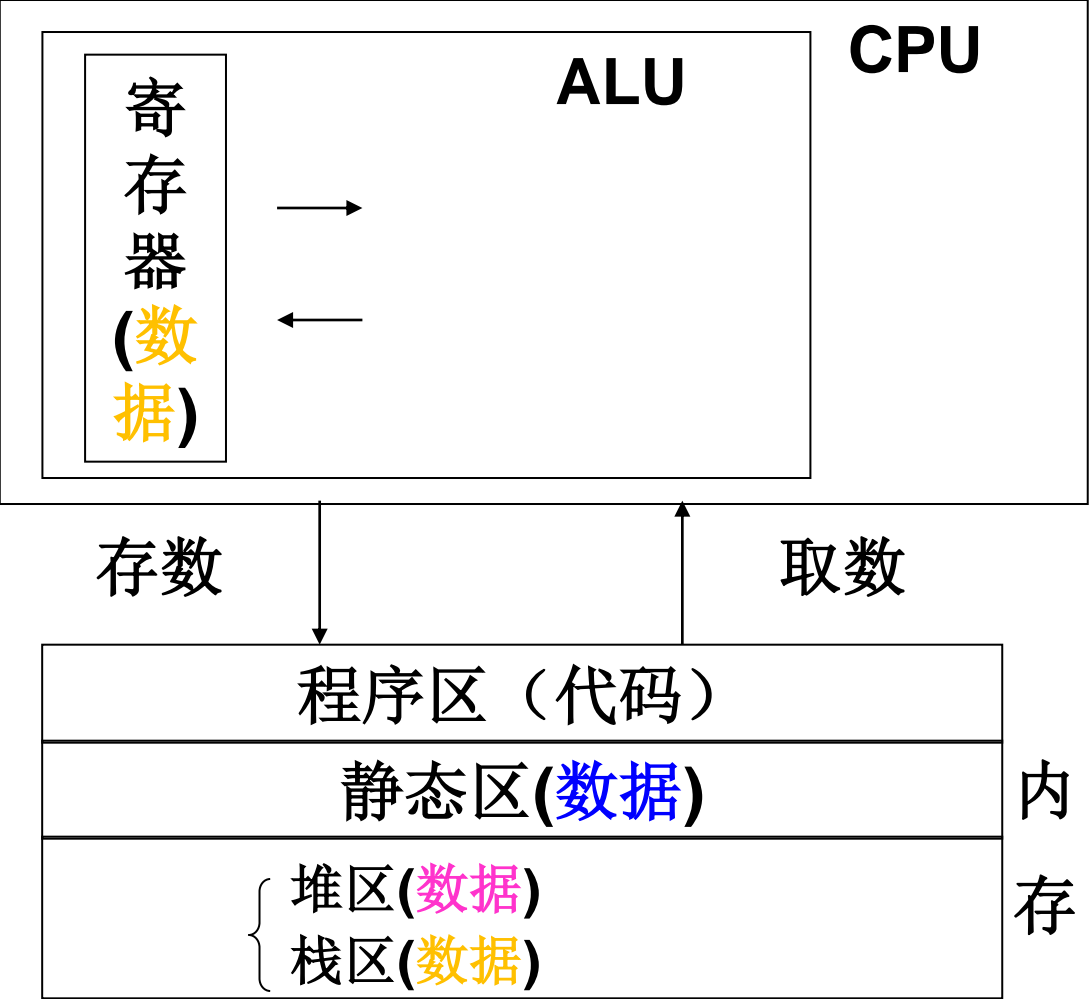 CPU
ALU
寄
存
器
(数
据)
存数
取数
程序区（代码）
静态区(数据)
内
存
堆区(数据)
栈区(数据)